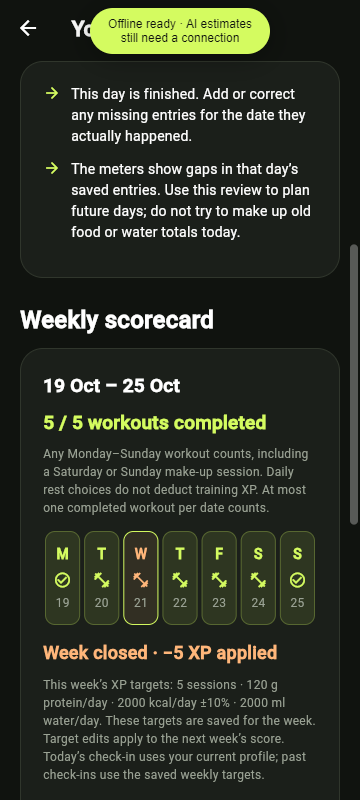 Offline ready · AI estimates
still need a connection
Yo
This day is finished. Add or correct
any missing entries for the date they
actually happened.
The meters show gaps in that day's
saved entries. Use this review to plan
future days; do not try to make up old
food or water totals today.
Weekly scorecard
19 Oct – 25 Oct
5 / 5 workouts completed
Any Monday–Sunday workout counts, including
a Saturday or Sunday make-up session. Daily
rest choices do not deduct training XP. At most
one completed workout per date counts.
M T W T F S S
19 20 21 22 23 24 25
Week closed · −5 XP applied
This week's XP targets: 5 sessions · 120 g
protein/day · 2000 kcal/day ±10% · 2000 ml
water/day. These targets are saved for the week.
Target edits apply to the next week's score.
Today's check-in uses your current profile; past
check-ins use the saved weekly targets.